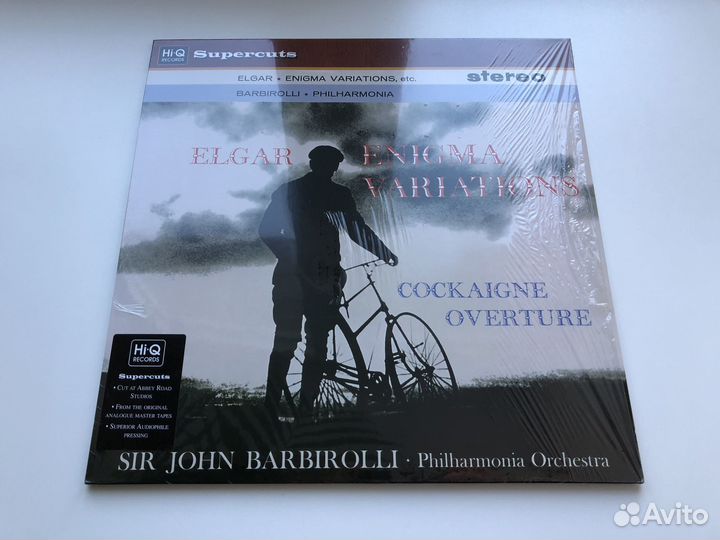 Hi·Q
RECORDS
Supercuts
ELGAR • ENIGMA VARIATIONS, etc.
stereo
BARBIROLLI • PHILHARMONIA
ELGAR ENIGMA
VARIATIONS
COCKAIGNE
OVERTURE
Hi·Q
RECORDS
Supercuts
• CUT AT ABBEY ROAD
STUDIOS
• FROM THE ORIGINAL
ANALOGUE MASTER TAPES
• SUPERIOR AUDIOPHILE
PRESSING
SIR JOHN BARBIROLLI · Philharmonia Orchestra
Avito